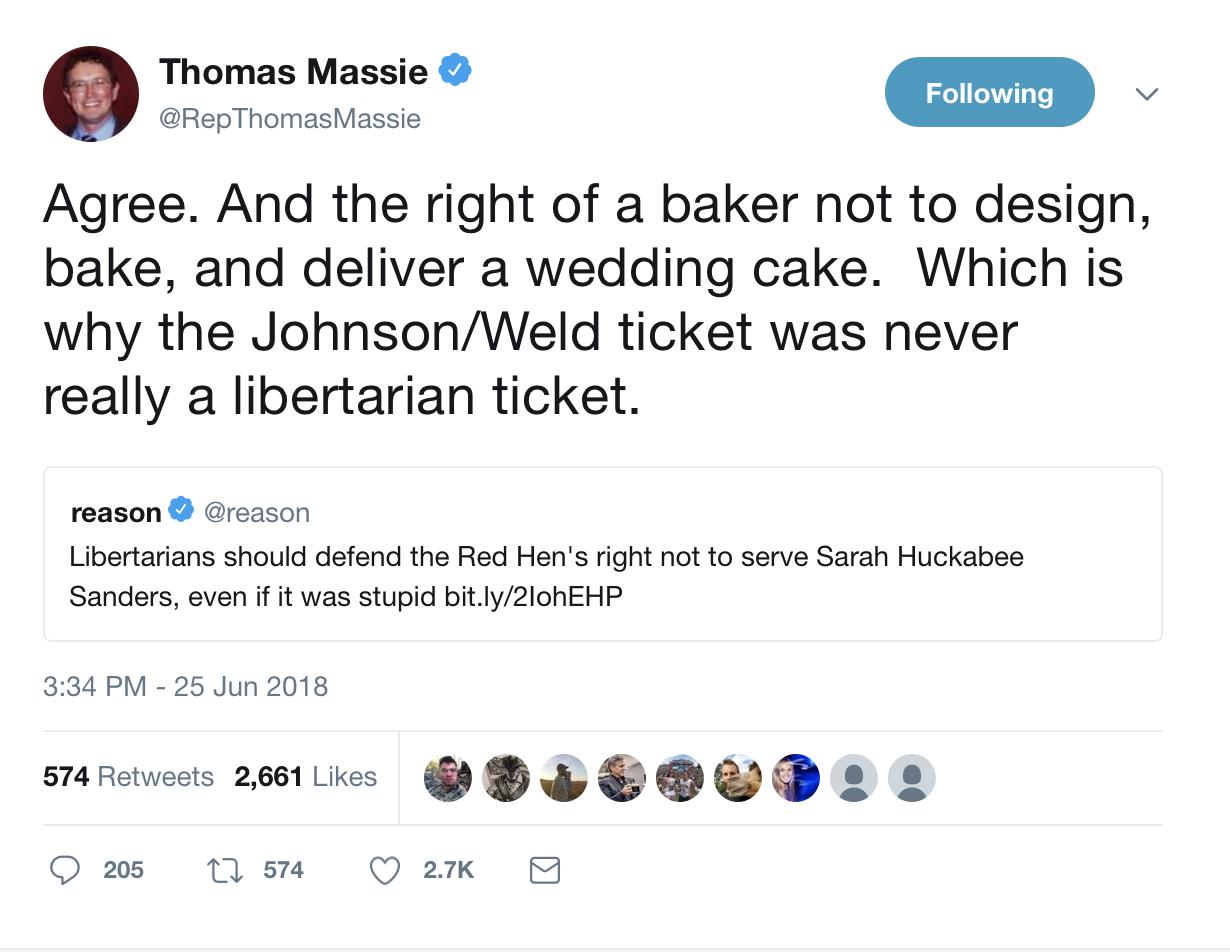 Thomas Massie
@RepThomasMassie
Following
Agree. And the right of a baker not to design,
bake, and deliver a wedding cake.  Which is
why the Johnson/Weld ticket was never
really a libertarian ticket.
reason @reason
Libertarians should defend the Red Hen's right not to serve Sarah Huckabee
Sanders, even if it was stupid bit.ly/2IohEHP
3:34 PM - 25 Jun 2018
574 Retweets 2,661 Likes
205 574 2.7K